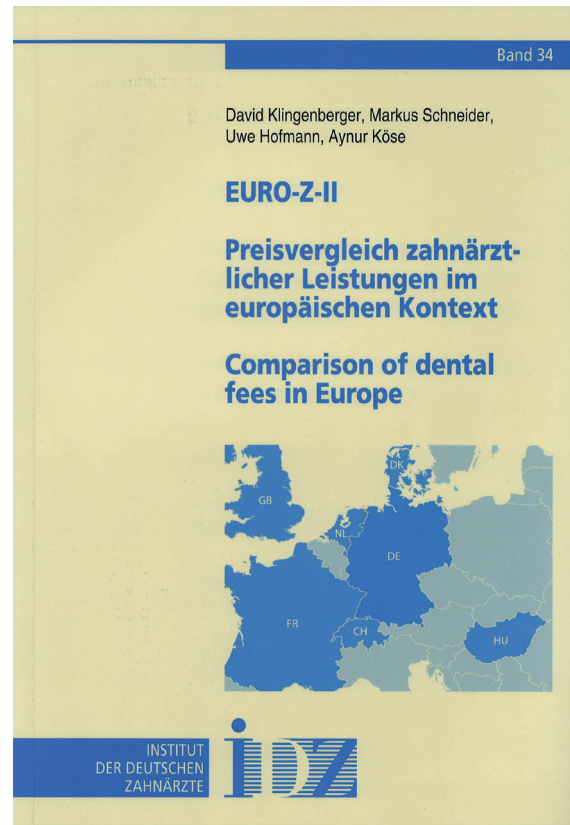 Band 34
David Klingenberger, Markus Schneider,
Uwe Hofmann, Aynur Köse
EURO-Z-II
Preisvergleich zahnärzt-
licher Leistungen im
europäischen Kontext
Comparison of dental
fees in Europe
DK
GB
NL
DE
FR
CH
HU
INSTITUT
DER DEUTSCHEN
ZAHNÄRZTE
iDZ